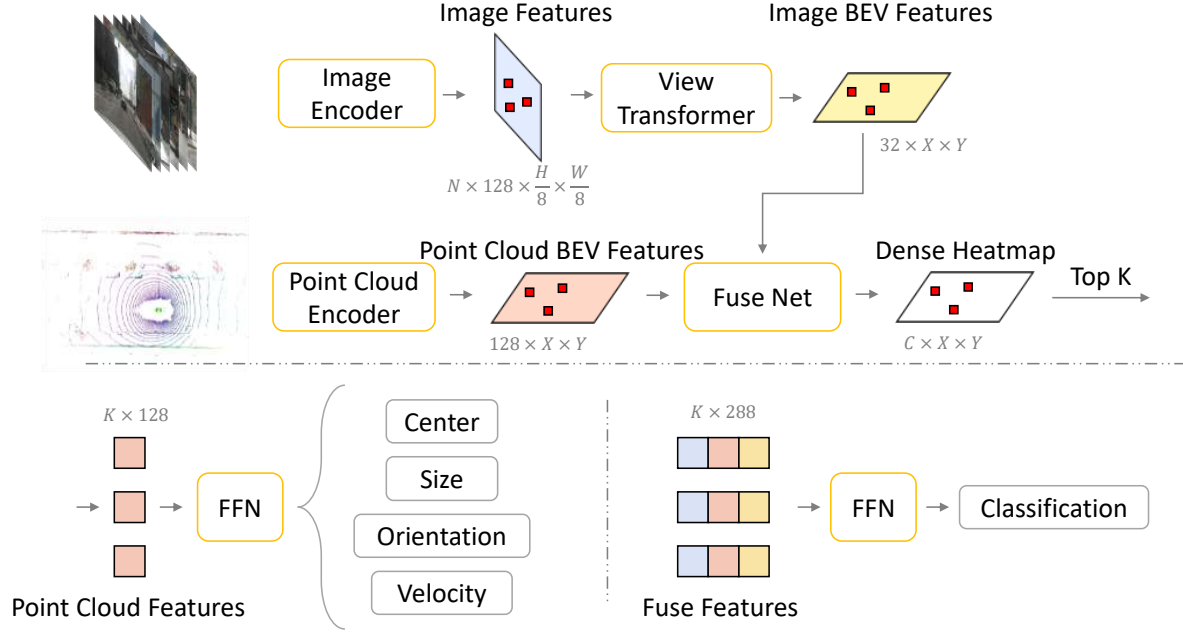 Image Features
Image BEV Features
Image
Encoder
View
Transformer
32 × X × Y
N × 128 × H/8 × W/8
Point Cloud BEV Features
Dense Heatmap
Point Cloud
Encoder
Fuse Net
Top K
128 × X × Y
C × X × Y
K × 128
FFN
Center
Size
Orientation
Velocity
Point Cloud Features
K × 288
FFN
Classification
Fuse Features